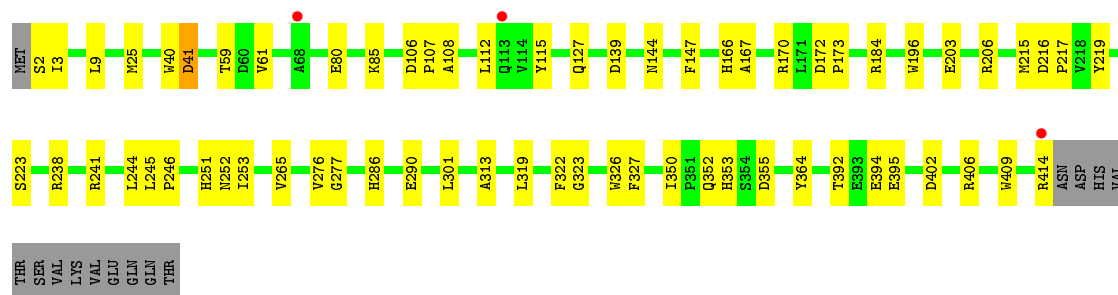 MET S2 I3 L9 M25 W40 D41 T59 D60 V61 A68 E80 K85 D106 P107 A108 L112 Q113 V114 Y115 Q127 D139 N144 F147 H166 A167 R170 L171 D172 P173 R184 W196 E203 R206 M215 D216 P217 V218 Y219
S223 R238 R241 L244 L245 P246 H251 N252 I253 V265 V276 G277 H286 E290 L301 A313 L319 F322 G323 W326 F327 I350 P351 Q352 H353 S354 D355 Y364 T392 E393 E394 E395 D402 R406 W409 R414 ASN ASP HIS VAL
THR SER VAL LYS VAL GLU GLN GLN THR